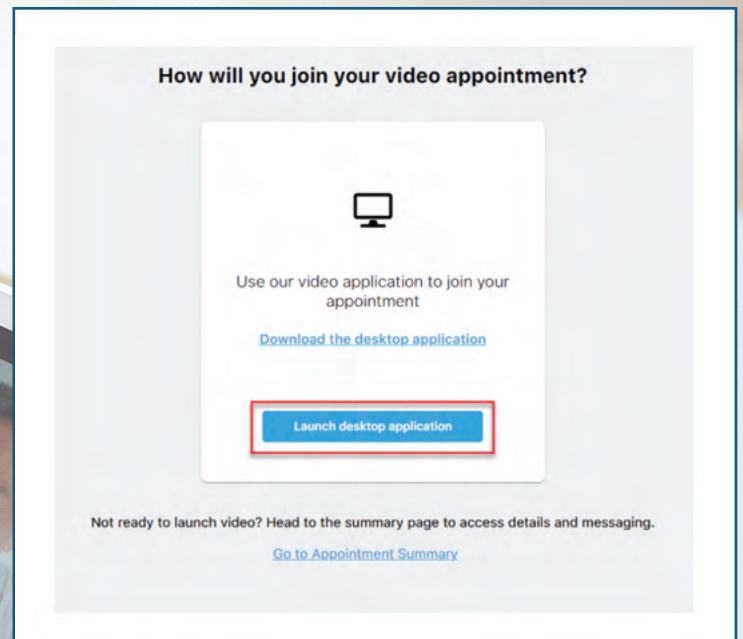 How will you join your video appointment?
Use our video application to join your
appointment
Download the desktop application
Launch desktop application
Not ready to launch video? Head to the summary page to access details and messaging.
Go to Appointment Summary